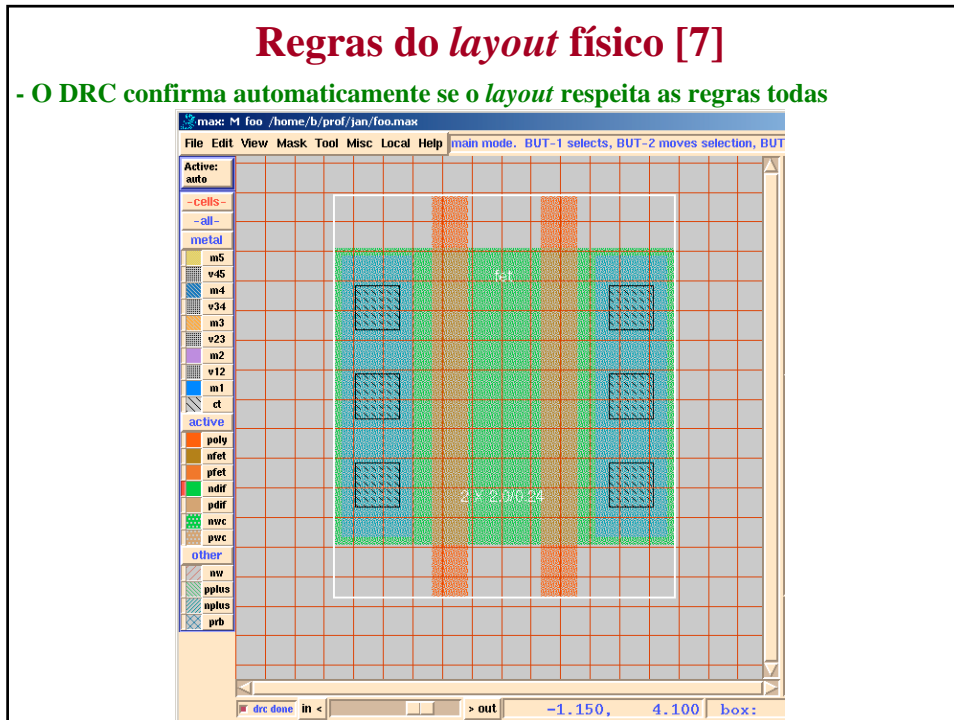 Regras do layout físico [7]
- O DRC confirma automaticamente se o layout respeita as regras todas
max: M foo /home/b/prof/jan/foo.max
File Edit View Mask Tool Misc Local Help main mode. BUT-1 selects, BUT-2 moves selection, BUT
Active:
auto
-cells-
-all-
metal
m5
v45
m4
v34
m3
v23
m2
v12
m1
ct
active
poly
nfet
pfet
ndif
pdif
nwc
pwc
other
nw
pplus
nplus
prb
fet
2 X 2.0/0.24
drc done in < > out -1.150, 4.100 box: